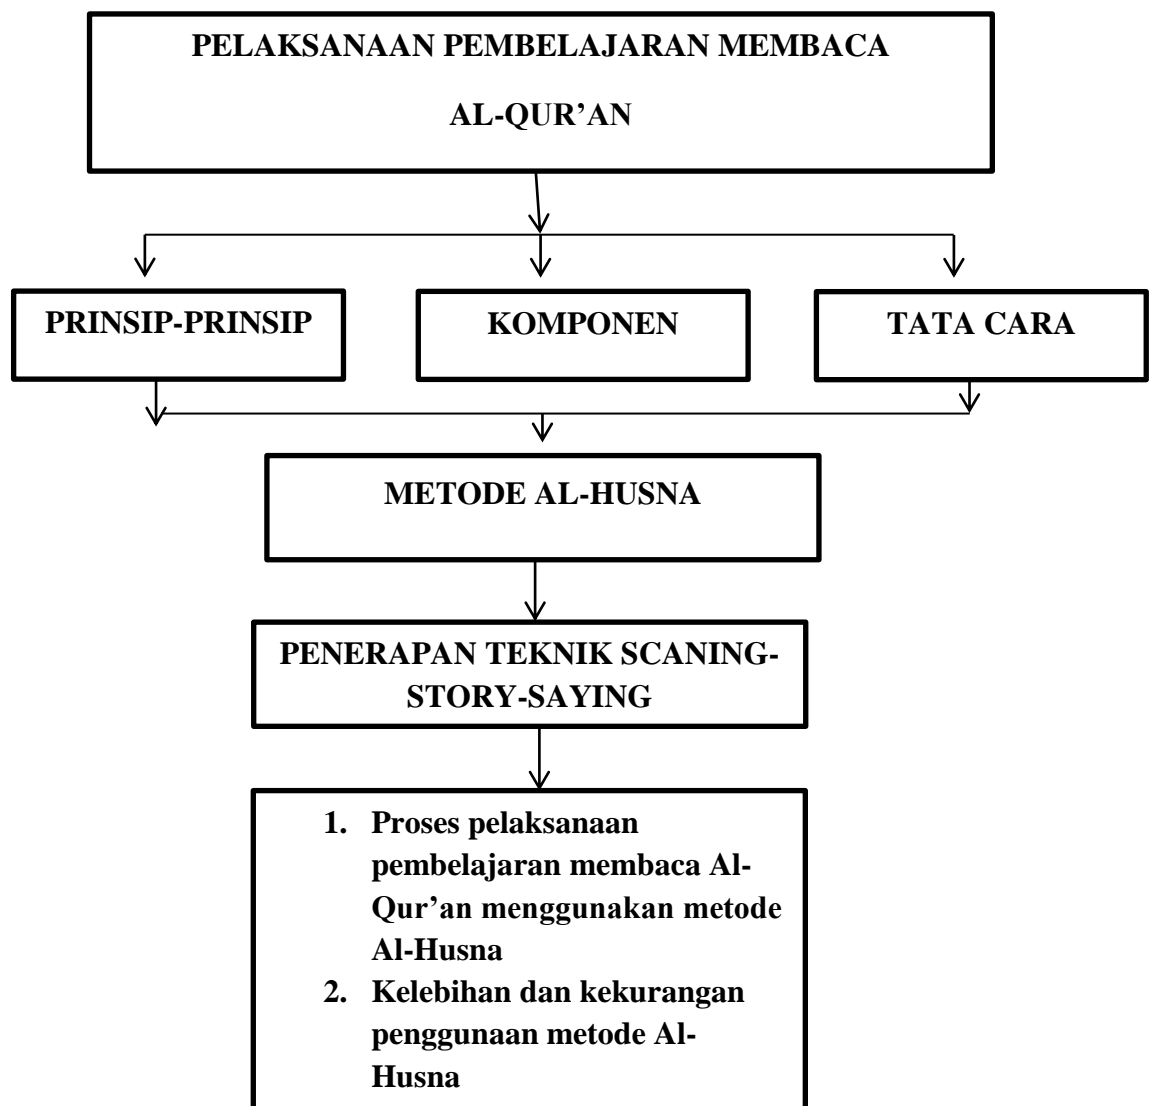 PELAKSANAAN PEMBELAJARAN MEMBACA
AL-QUR’AN
PRINSIP-PRINSIP
KOMPONEN
TATA CARA
METODE AL-HUSNA
PENERAPAN TEKNIK SCANING-
STORY-SAYING
1. Proses pelaksanaan
pembelajaran membaca Al-
Qur’an menggunakan metode
Al-Husna
2. Kelebihan dan kekurangan
penggunaan metode Al-
Husna